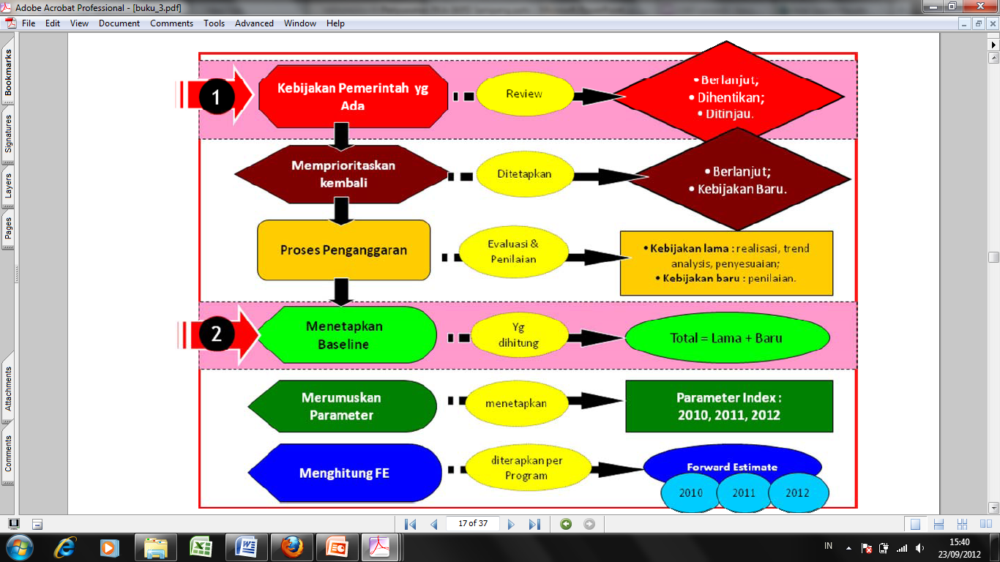 Adobe Acrobat Professional - [buku_3.pdf]
File Edit View Document Comments Tools Advanced Window Help
Bookmarks
Signatures
Layers
Pages
Attachments
Comments
1
Kebijakan Pemerintah yg
Ada
Review
• Berlanjut;
• Dihentikan;
• Ditinjau.
Memprioritaskan
kembali
Ditetapkan
• Berlanjut;
• Kebijakan Baru.
Proses Penganggaran
Evaluasi &
Penilaian
• Kebijakan lama : realisasi, trend
analysis, penyesuaian;
• Kebijakan baru : penilaian.
2
Menetapkan
Baseline
Yg
dihitung
Total = Lama + Baru
Merumuskan
Parameter
menetapkan
Parameter Index :
2010, 2011, 2012
Menghitung FE
diterapkan per
Program
Forward Estimate
2010 2011 2012
17 of 37
IN
15:40
23/09/2012